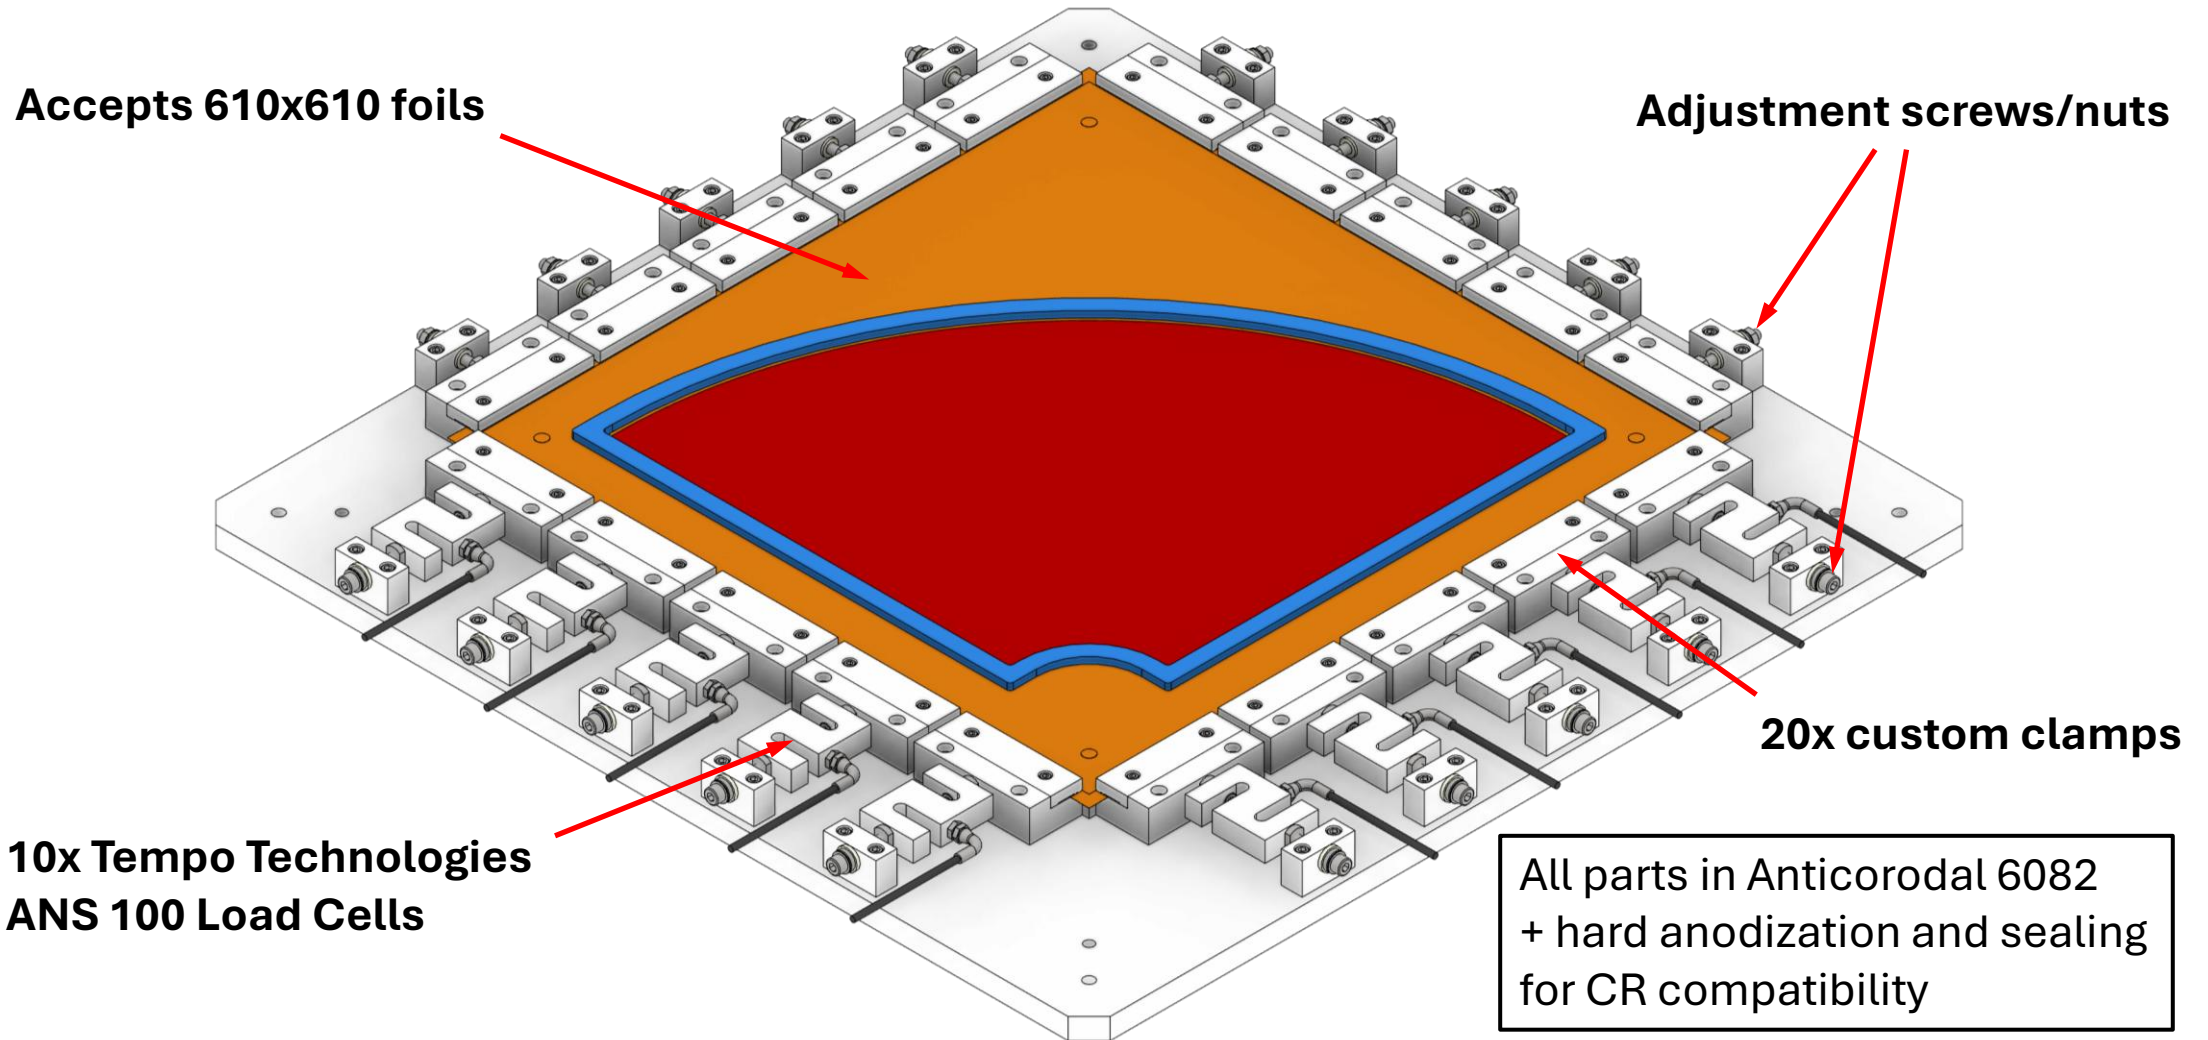 Accepts 610x610 foils
Adjustment screws/nuts
20x custom clamps
10x Tempo Technologies
ANS 100 Load Cells
All parts in Anticorodal 6082
+ hard anodization and sealing
for CR compatibility